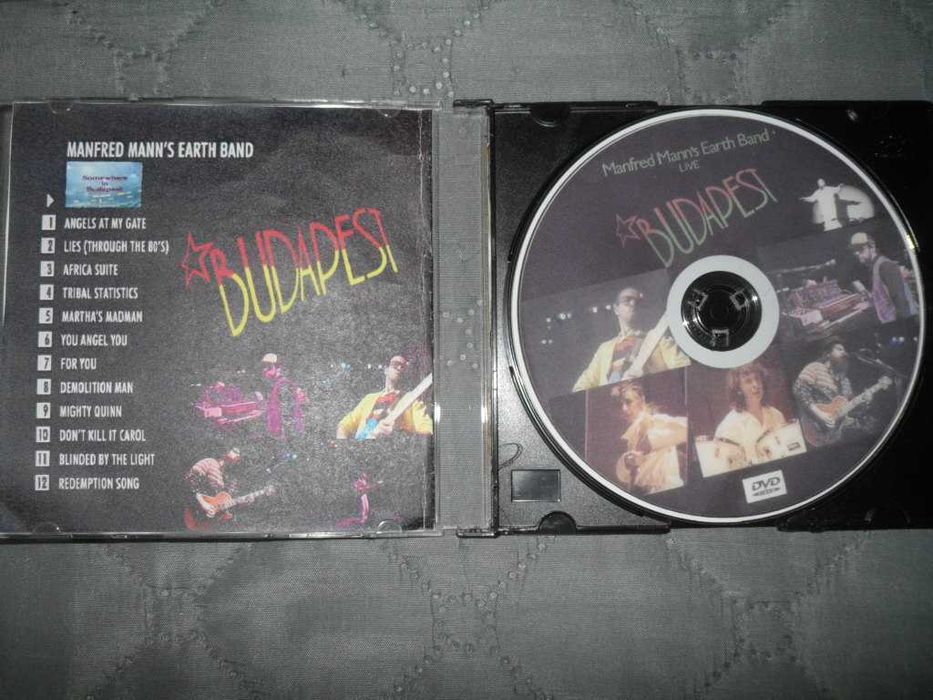 MANFRED MANN'S EARTH BAND
Somewhere
in
Budapest
1 ANGELS AT MY GATE
2 LIES (THROUGH THE 80'S)
3 AFRICA SUITE
4 TRIBAL STATISTICS
5 MARTHA'S MADMAN
6 YOU ANGEL YOU
7 FOR YOU
8 DEMOLITION MAN
9 MIGHTY QUINN
10 DON'T KILL IT CAROL
11 BLINDED BY THE LIGHT
12 REDEMPTION SONG
BUDAPEST
Manfred Mann's Earth Band
LIVE
BUDAPEST
DVD